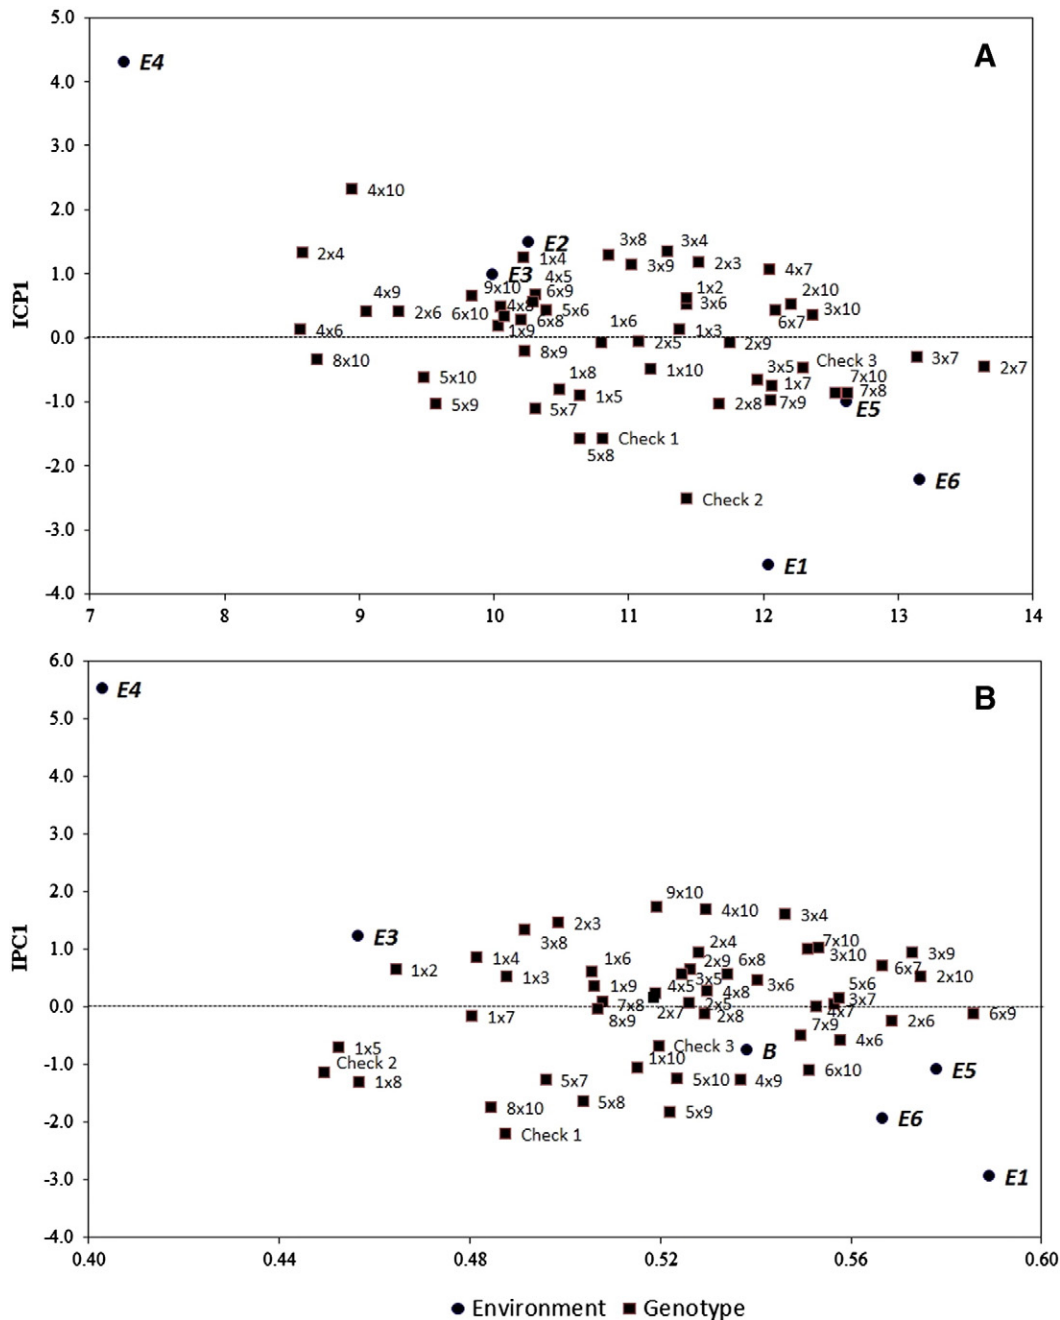 5.0
A
E4
4.0
3.0
2.0
4x10
E2
3x8 3x4
2x4
1x4
3x9 2x3
4x7
1.0
E3
4x5
9x10 6x9
1x2
2x10
4x9
2x6 6x10 4x8 5x6
3x6
3x10
6x8
6x7
ICP1
4x6
1x9
1x6
1x3
0.0
8x10
8x9
2x5
2x9
Check 3
3x7
2x7
5x10
1x8
1x10
3x5
7x10
1x7
7x8
-1.0
5x9
5x7
1x5
2x8
7x9
E5
Check 1
5x8
-2.0
E6
Check 2
-3.0
E1
-4.0
7 8 9 10 11 12 13 14
6.0
B
E4
5.0
4.0
3.0
2.0
9x10
4x10
3x4
2x3
3x8
E3
2x4
7x10
1.0
1x4
3x10
3x9
1x2
1x3
1x6
2x9 6x8
6x7
2x10
3x5
3x6
5x6
IPC1
1x9
4x5
4x8
3x7
0.0
7x8
2x7
2x5
4x7
6x9
1x7
8x9
2x8
7x9
2x6
4x6
1x5
Check 3
B
Check 2
1x10
6x10
E5
-1.0
1x8
5x7
5x10
4x9
8x10
5x8
5x9
E6
-2.0
Check 1
E1
-3.0
-4.0
0.40 0.44 0.48 0.52 0.56 0.60
Environment Genotype